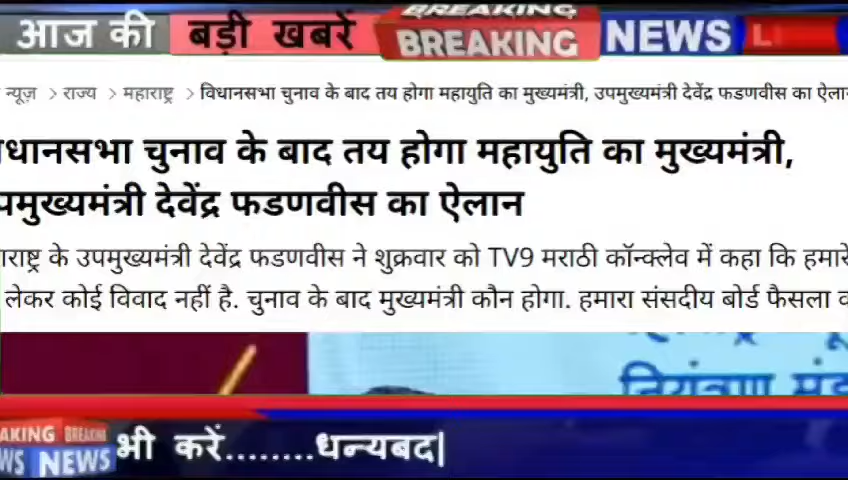 आज की बड़ी खबरें BREAKING BREAKING NEWS
न्यूज़ > राज्य > महाराष्ट्र > विधानसभा चुनाव के बाद तय होगा महायुति का मुख्यमंत्री, उपमुख्यमंत्री देवेंद्र फडणवीस का ऐला
धानसभा चुनाव के बाद तय होगा महायुति का मुख्यमंत्री,
पमुख्यमंत्री देवेंद्र फडणवीस का ऐलान
राष्ट्र के उपमुख्यमंत्री देवेंद्र फडणवीस ने शुक्रवार को TV9 मराठी कॉन्क्लेव में कहा कि हमारे
लेकर कोई विवाद नहीं है. चुनाव के बाद मुख्यमंत्री कौन होगा. हमारा संसदीय बोर्ड फैसला
नियंत्रण मं
AKING BREAKING
WS NEWS
भी करें........धन्यबद|